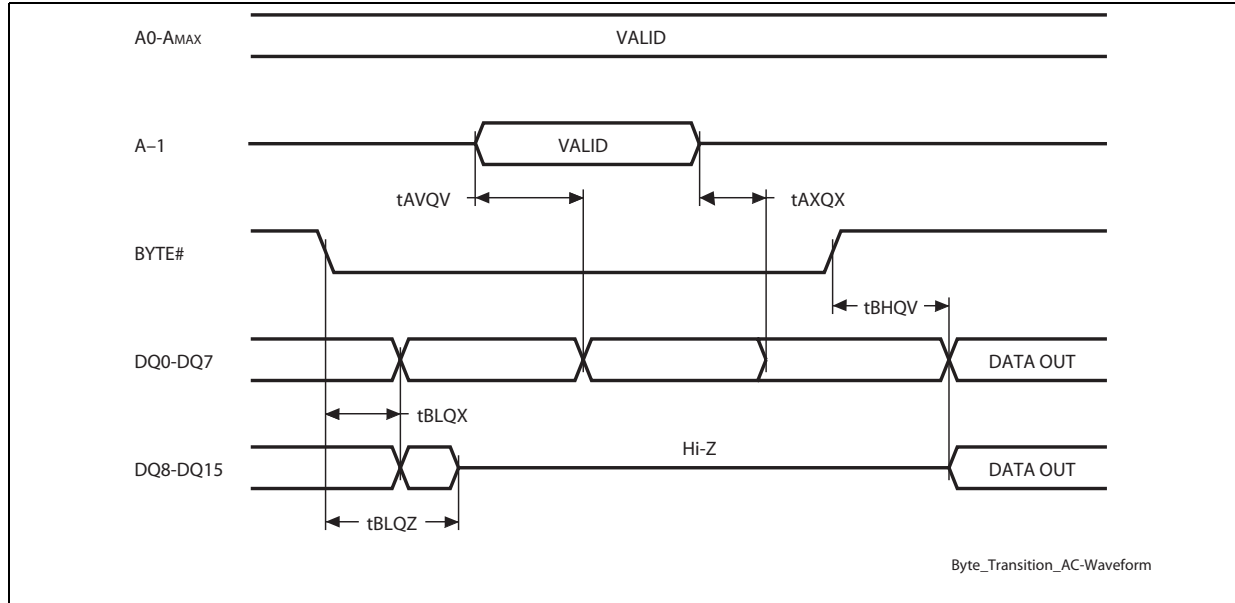 A0-AMAX
VALID
A–1
VALID
tAVQV
tAXQX
BYTE#
tBHQV
DQ0-DQ7
DATA OUT
tBLQX
DQ8-DQ15
Hi-Z
DATA OUT
tBLQZ
Byte_Transition_AC-Waveform